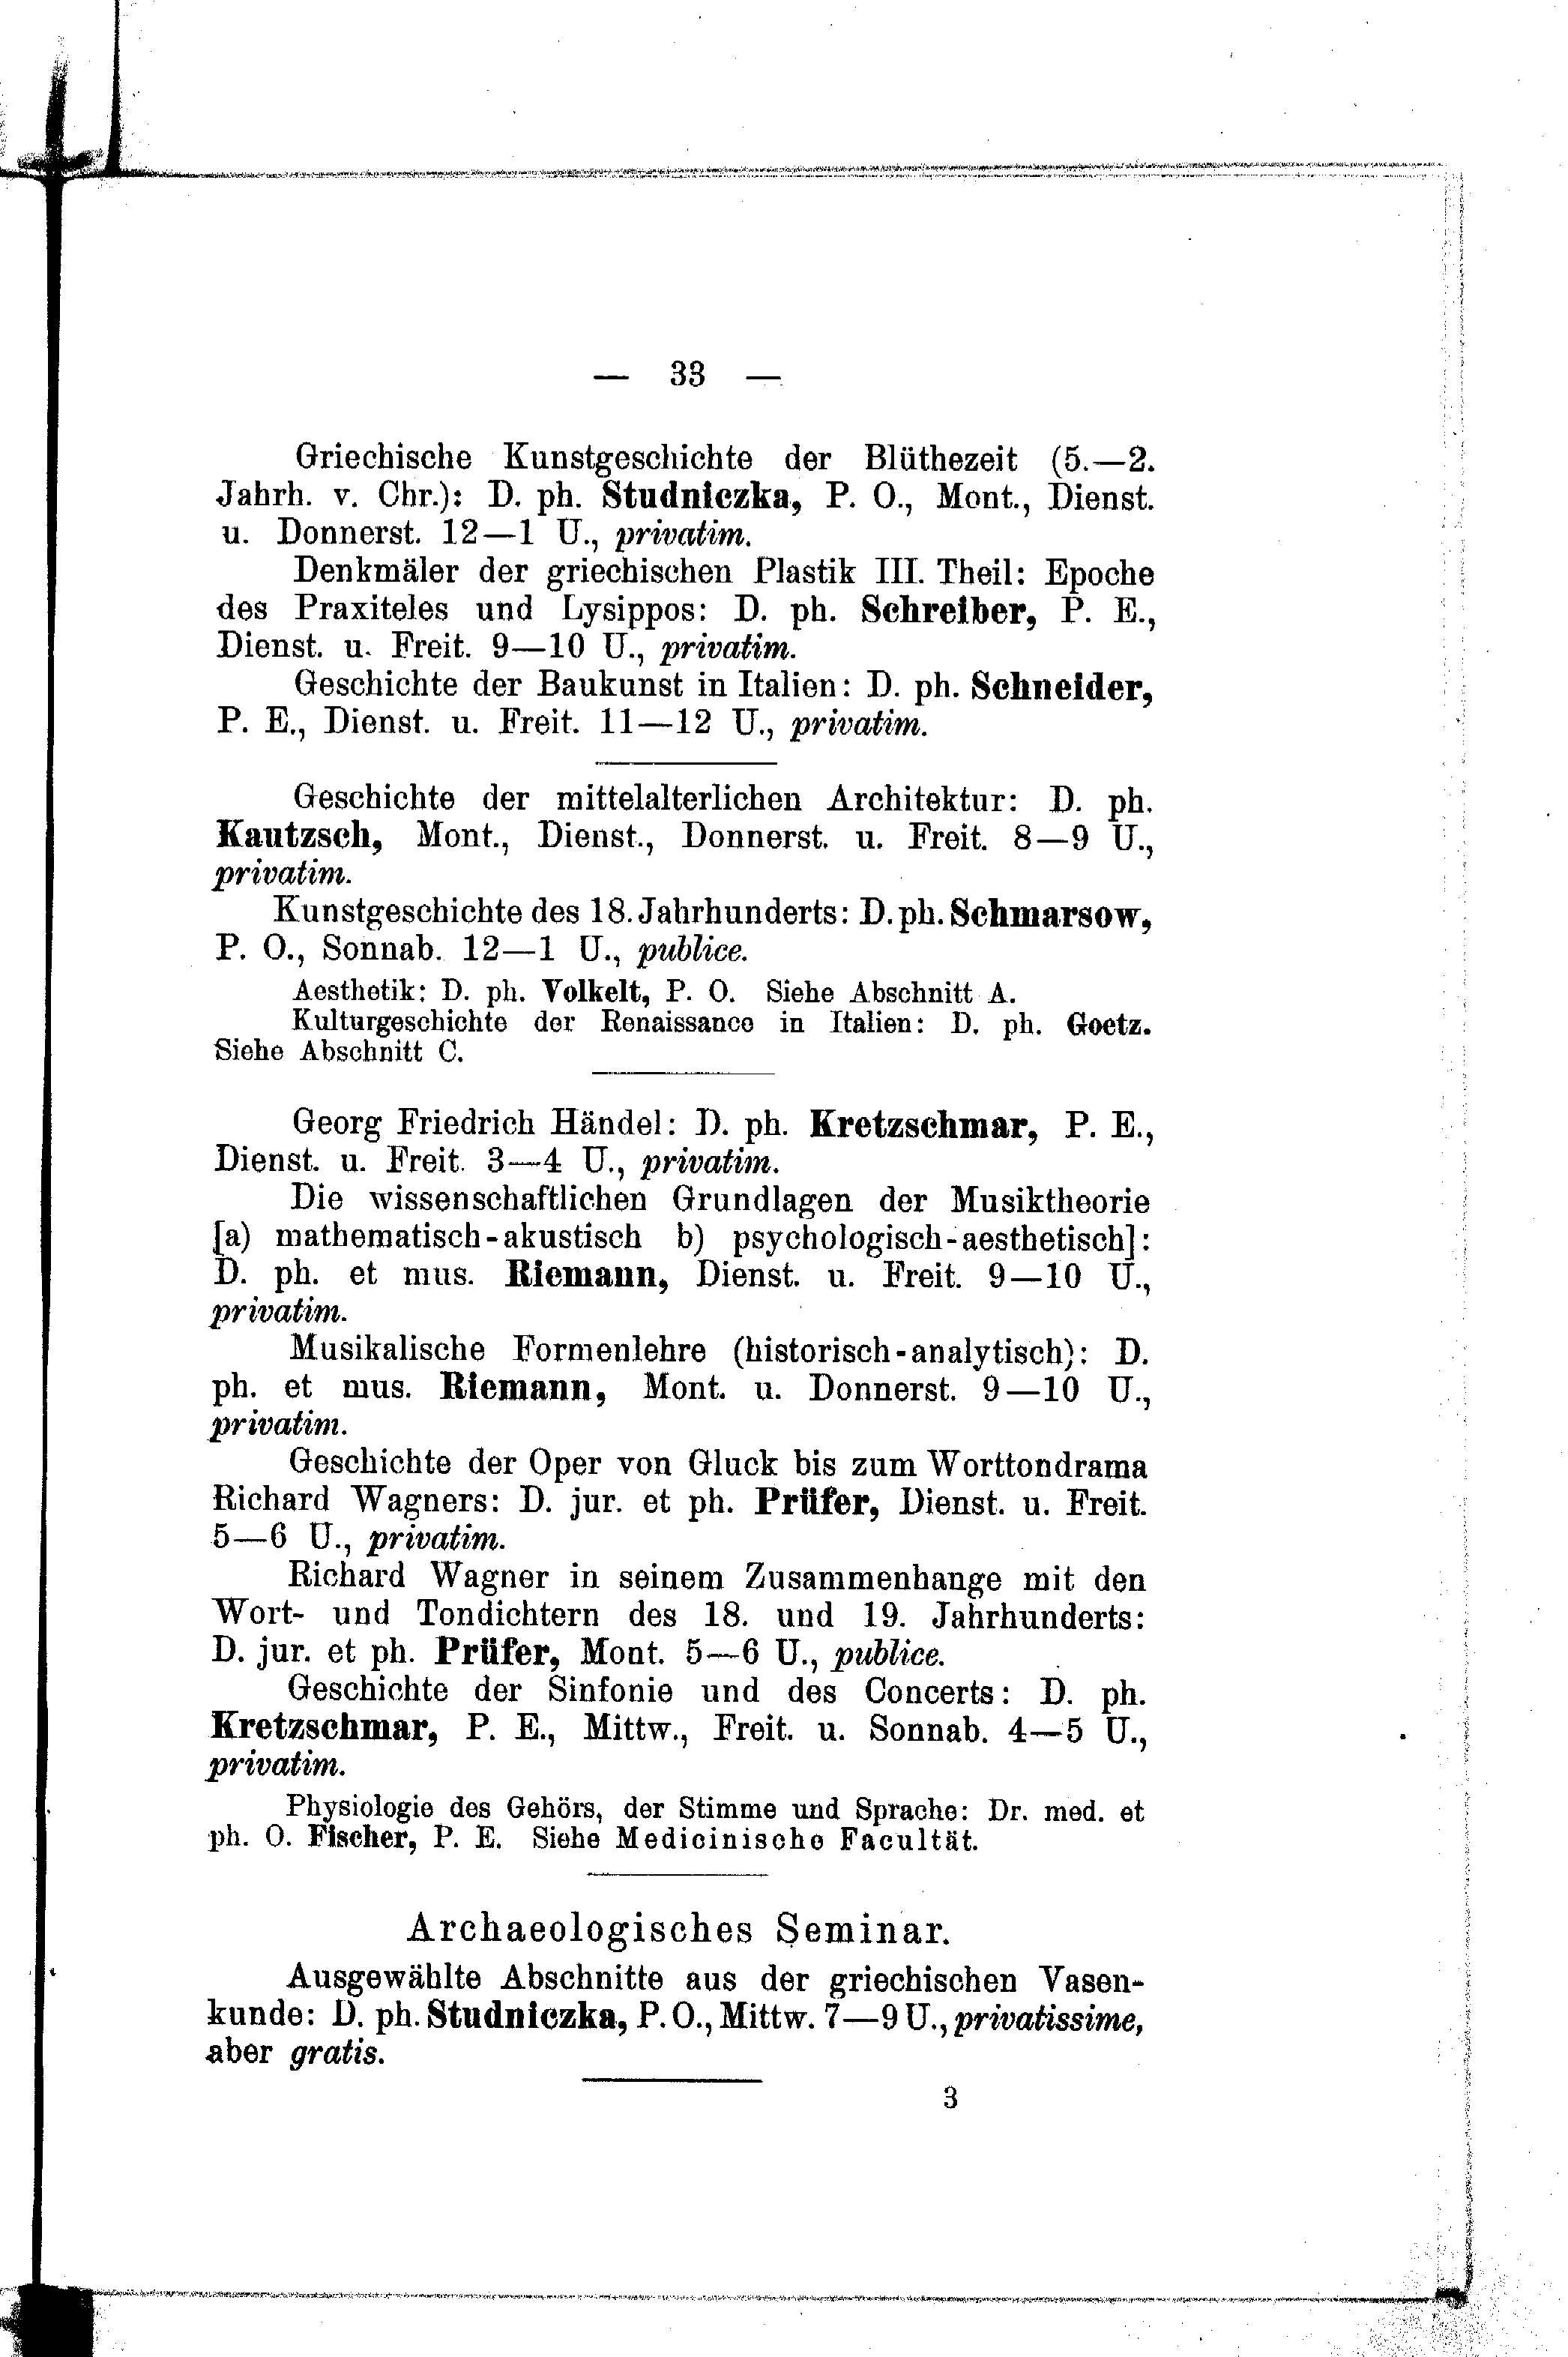 — 33 —
Griechische Kunstgeschichte der Blüthezeit (5.—2.
Jahrh. v. Chr.): D. ph. Studniczka, P. O., Mont., Dienst.
u. Donnerst. 12—1 U., privatim.
Denkmäler der griechischen Plastik III. Theil: Epoche
des Praxiteles und Lysippos: D. ph. Schreiber, P. E.,
Dienst. u. Freit. 9—10 U., privatim.
Geschichte der Baukunst in Italien: D. ph. Schneider,
P. E., Dienst. u. Freit. 11—12 U., privatim.
Geschichte der mittelalterlichen Architektur: D. ph.
Kautzsch, Mont., Dienst., Donnerst. u. Freit. 8—9 U.,
privatim.
Kunstgeschichte des 18. Jahrhunderts: D. ph. Schmarsow,
P. O., Sonnab. 12—1 U., publice.
Aesthetik: D. ph. Volkelt, P. O. Siehe Abschnitt A.
Kulturgeschichte der Renaissance in Italien: D. ph. Goetz.
Siehe Abschnitt C.
Georg Friedrich Händel: D. ph. Kretzschmar, P. E.,
Dienst. u. Freit. 3—4 U., privatim.
Die wissenschaftlichen Grundlagen der Musiktheorie
[a) mathematisch-akustisch b) psychologisch-aesthetisch]:
D. ph. et mus. Riemann, Dienst. u. Freit. 9—10 U.,
privatim.
Musikalische Formenlehre (historisch-analytisch): D.
ph. et mus. Riemann, Mont. u. Donnerst. 9—10 U.,
privatim.
Geschichte der Oper von Gluck bis zum Worttondrama
Richard Wagners: D. jur. et ph. Prüfer, Dienst. u. Freit.
5—6 U., privatim.
Richard Wagner in seinem Zusammenhange mit den
Wort- und Tondichtern des 18. und 19. Jahrhunderts:
D. jur. et ph. Prüfer, Mont. 5—6 U., publice.
Geschichte der Sinfonie und des Concerts: D. ph.
Kretzschmar, P. E., Mittw., Freit. u. Sonnab. 4—5 U.,
privatim.
Physiologie des Gehörs, der Stimme und Sprache: Dr. med. et
ph. O. Fischer, P. E. Siehe Medicinische Facultät.
Archaeologisches Seminar.
Ausgewählte Abschnitte aus der griechischen Vasen-
kunde: D. ph. Studniczka, P. O., Mittw. 7—9 U., privatissime,
aber gratis.
3